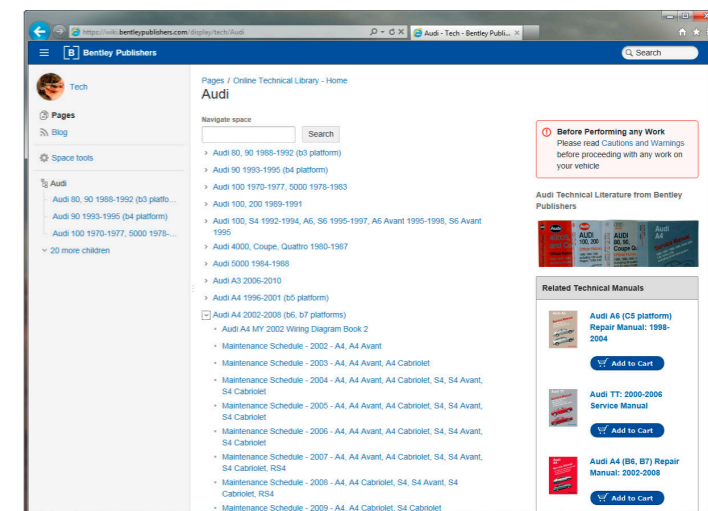 https://wiki.bentleypublishers.com/display/tech/Audi
Audi - Tech - Bentley Publi...
B Bentley Publishers
Search
Tech
Pages
Blog
Space tools
Audi
Audi 80, 90 1988-1992 (b3 platfo...
Audi 90 1993-1995 (b4 platform)
Audi 100 1970-1977, 5000 1978-...
20 more children
Pages / Online Technical Library - Home
Audi
Navigate space
Search
Audi 80, 90 1988-1992 (b3 platform)
Audi 90 1993-1995 (b4 platform)
Audi 100 1970-1977, 5000 1978-1983
Audi 100, 200 1989-1991
Audi 100, S4 1992-1994, A6, S6 1995-1997, A6 Avant 1995-1998, S6 Avant
1995
Audi 4000, Coupe, Quattro 1980-1987
Audi 5000 1984-1988
Audi A3 2006-2010
Audi A4 1996-2001 (b5 platform)
Audi A4 2002-2008 (b6, b7 platforms)
Audi A4 MY 2002 Wiring Diagram Book 2
Maintenance Schedule - 2002 - A4, A4 Avant
Maintenance Schedule - 2003 - A4, A4 Avant, A4 Cabriolet
Maintenance Schedule - 2004 - A4, A4 Avant, A4 Cabriolet, S4, S4 Avant,
S4 Cabriolet
Maintenance Schedule - 2005 - A4, A4 Avant, A4 Cabriolet, S4, S4 Avant,
S4 Cabriolet
Maintenance Schedule - 2006 - A4, A4 Avant, A4 Cabriolet, S4, S4 Avant,
S4 Cabriolet
Maintenance Schedule - 2007 - A4, A4 Avant, A4 Cabriolet, S4, S4 Avant,
S4 Cabriolet, RS4
Maintenance Schedule - 2008 - A4, A4 Cabriolet, S4, S4 Avant, S4
Cabriolet, RS4
Maintenance Schedule - 2009 - A4, A4 Cabriolet, S4 Cabriolet
Before Performing any Work
Please read Cautions and Warnings
before proceeding with any work on
your vehicle
Audi Technical Literature from Bentley
Publishers
AUDI
100, 200
AUDI
80, 90,
Coupe Q
Audi
A4
Related Technical Manuals
Audi A6 (C5 platform)
Repair Manual: 1998-
2004
Add to Cart
Audi TT: 2000-2006
Service Manual
Add to Cart
Audi A4 (B6, B7) Repair
Manual: 2002-2008
Add to Cart